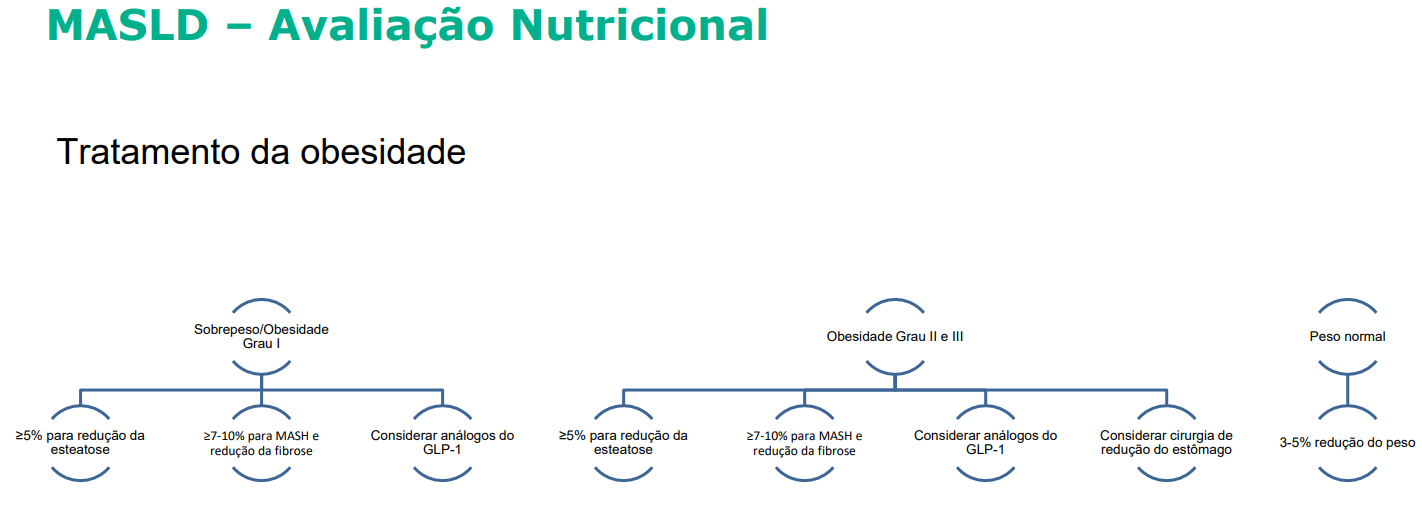 MASLD – Avaliação Nutricional
Tratamento da obesidade
Sobrepeso/Obesidade
Grau I
≥5% para redução da
esteatose
≥7-10% para MASH e
redução da fibrose
Considerar análogos do
GLP-1
Obesidade Grau II e III
≥5% para redução da
esteatose
≥7-10% para MASH e
redução da fibrose
Considerar análogos do
GLP-1
Considerar cirurgia de
redução do estômago
Peso normal
3-5% redução do peso